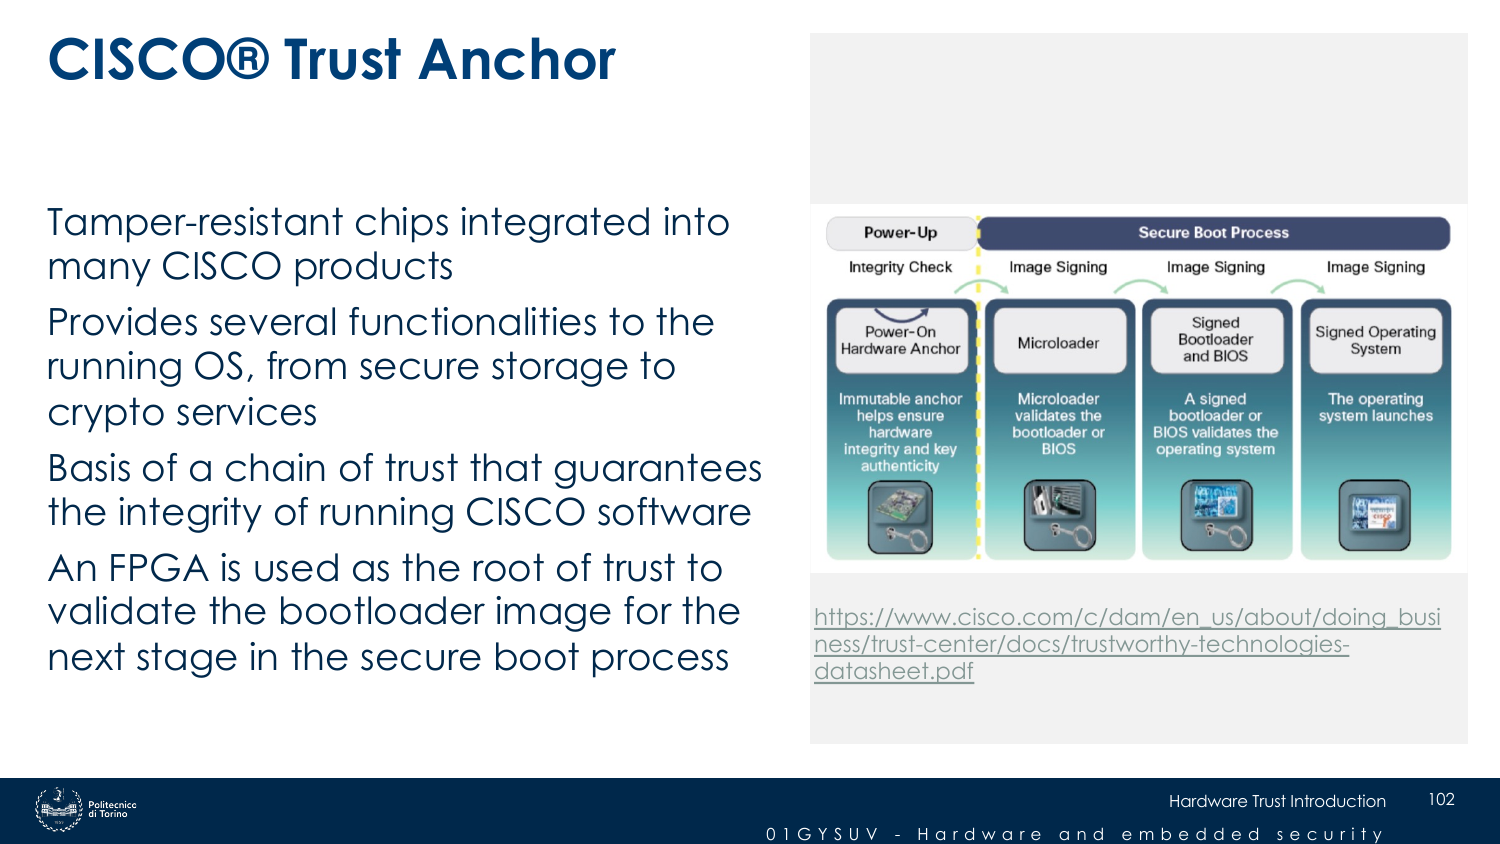 CISCO® Trust Anchor
Tamper-resistant chips integrated into
many CISCO products
Provides several functionalities to the
running OS, from secure storage to
crypto services
Basis of a chain of trust that guarantees
the integrity of running CISCO software
An FPGA is used as the root of trust to
validate the bootloader image for the
next stage in the secure boot process
Power-Up
Secure Boot Process
Integrity Check
Image Signing
Image Signing
Image Signing
Power-On
Hardware Anchor
Microloader
Signed
Bootloader
and BIOS
Signed Operating
System
Immutable anchor
helps ensure
hardware
integrity and key
authenticity
Microloader
validates the
bootloader or
BIOS
A signed
bootloader or
BIOS validates the
operating system
The operating
system launches
https://www.cisco.com/c/dam/en_us/about/doing_busi
ness/trust-center/docs/trustworthy-technologies-
datasheet.pdf
Politecnico
di Torino
Hardware Trust Introduction
102
01GYSUV - Hardware and embedded security